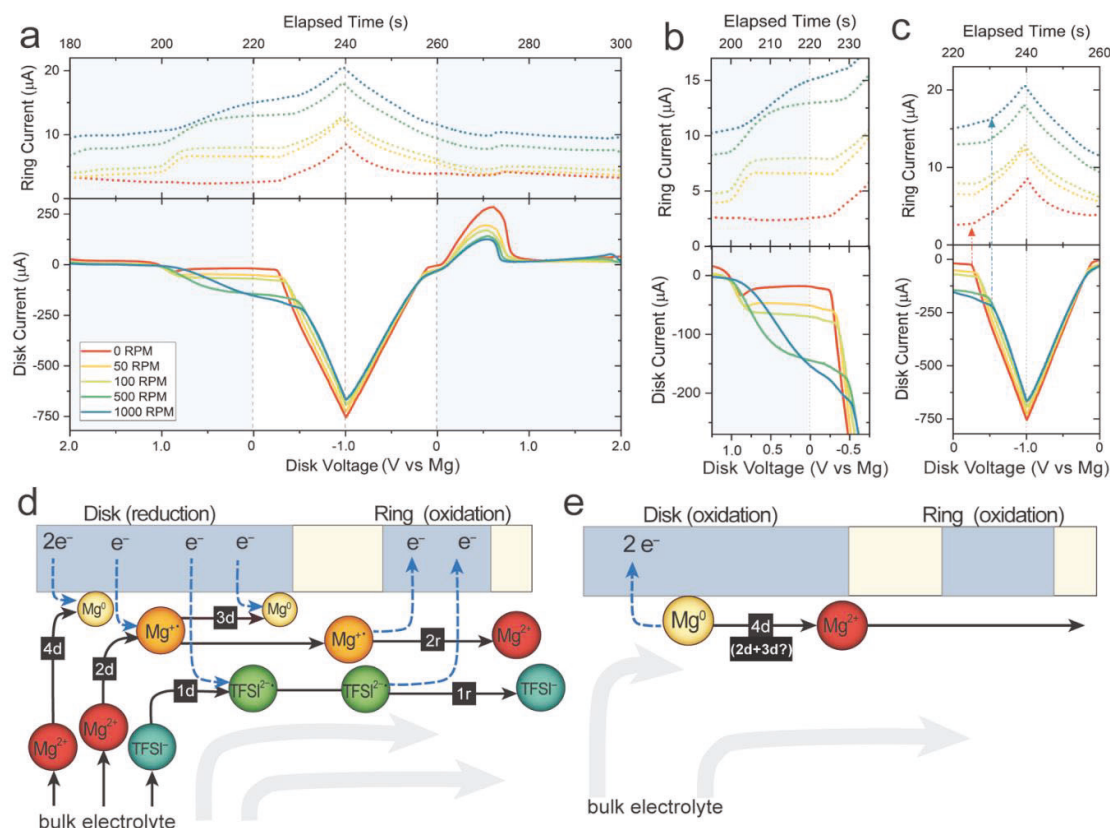 a
Elapsed Time (s)
180 200 220 240 260 280 300
Ring Current (µA)
20
10
0
Disk Current (µA)
250
0
-250
-500
-750
0 RPM
50 RPM
100 RPM
500 RPM
1000 RPM
2.0 1.0 0 -1.0 0 1.0 2.0
Disk Voltage (V vs Mg)
b
Elapsed Time (s)
200 210 220 230
Ring Current (µA)
15
10
5
0
Disk Current (µA)
0
-100
-200
1.0 0.5 0 -0.5
Disk Voltage (V vs Mg)
c
Elapsed Time (s)
220 240 260
Ring Current (µA)
20
15
10
5
0
Disk Current (µA)
0
-250
-500
-750
0 -1.0 0
Disk Voltage (V vs Mg)
d
Disk (reduction) Ring (oxidation)
2e⁻ e⁻ e⁻ e⁻ e⁻ e⁻
Mg⁰ Mg⁺• 3d Mg⁰ Mg⁺• 2r Mg²⁺
4d 2d 1d TFSI²⁻• TFSI²⁻• 1r TFSI⁻
Mg²⁺ Mg²⁺ TFSI⁻
bulk electrolyte
e
Disk (oxidation) Ring (oxidation)
2 e⁻
Mg⁰ 4d Mg²⁺
(2d+3d?)
bulk electrolyte